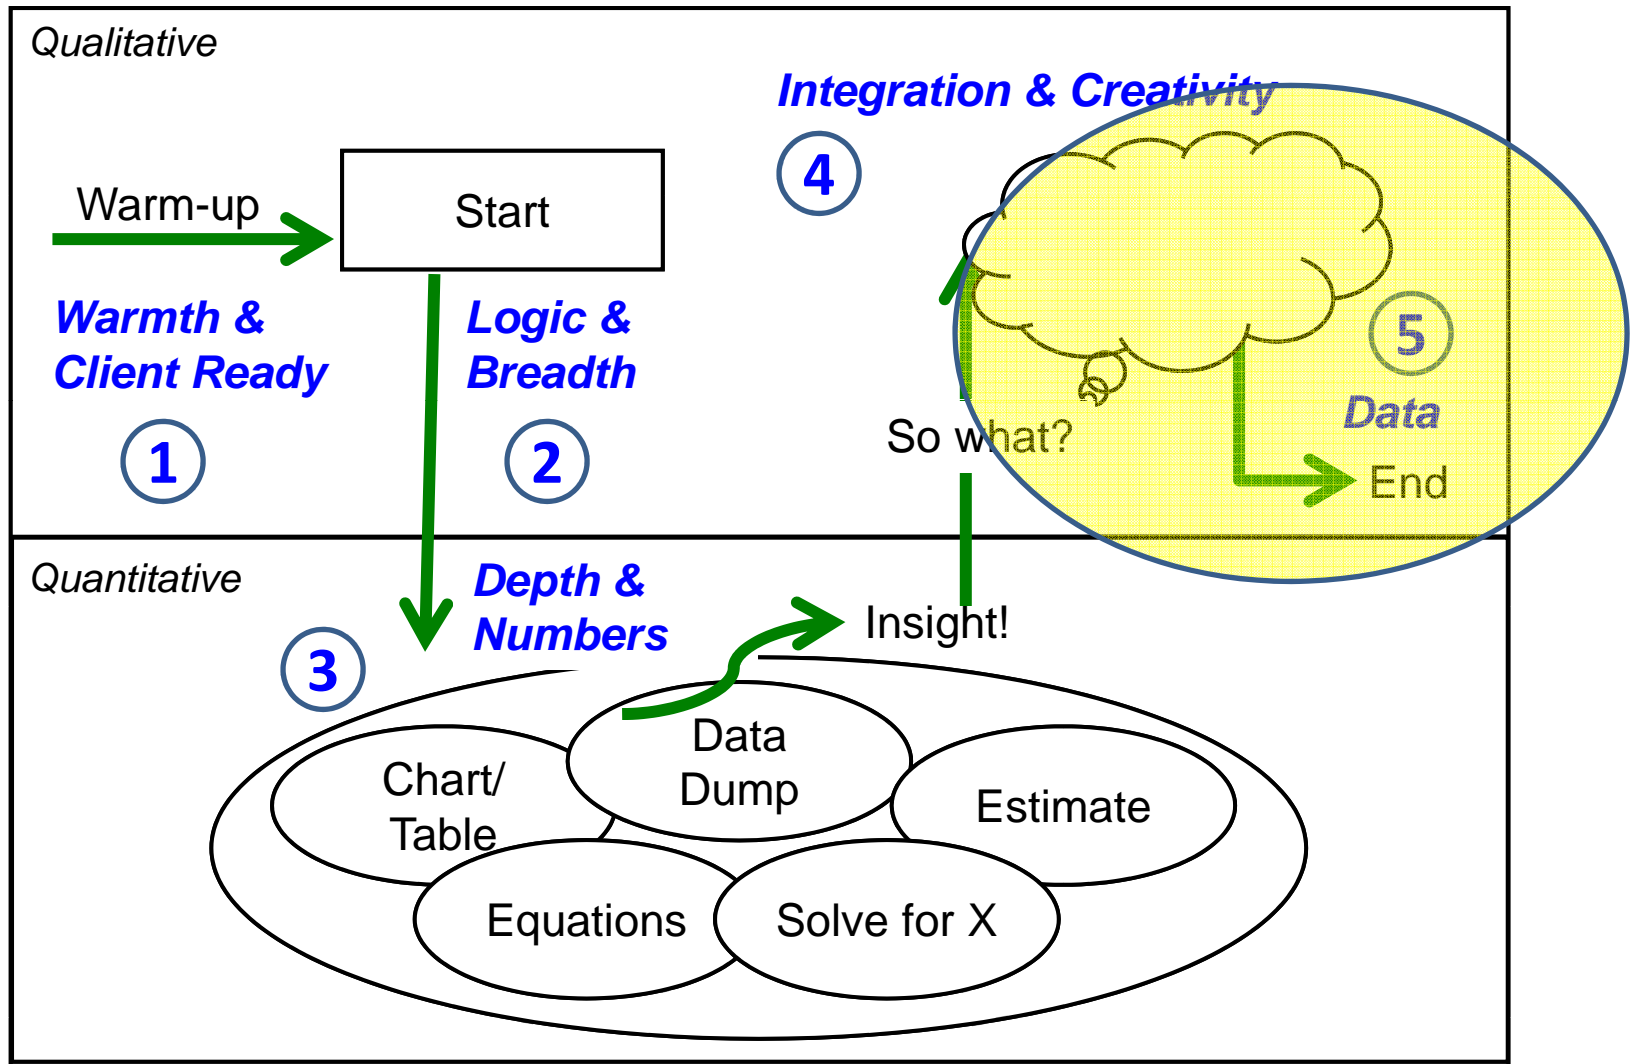 Qualitative
Integration & Creativity
4
Warm-up
Start
Warmth &
Client Ready
1
Logic &
Breadth
2
5
Data
So what?
End
Quantitative
Depth &
Numbers
3
Insight!
Data
Dump
Chart/
Table
Estimate
Equations
Solve for X